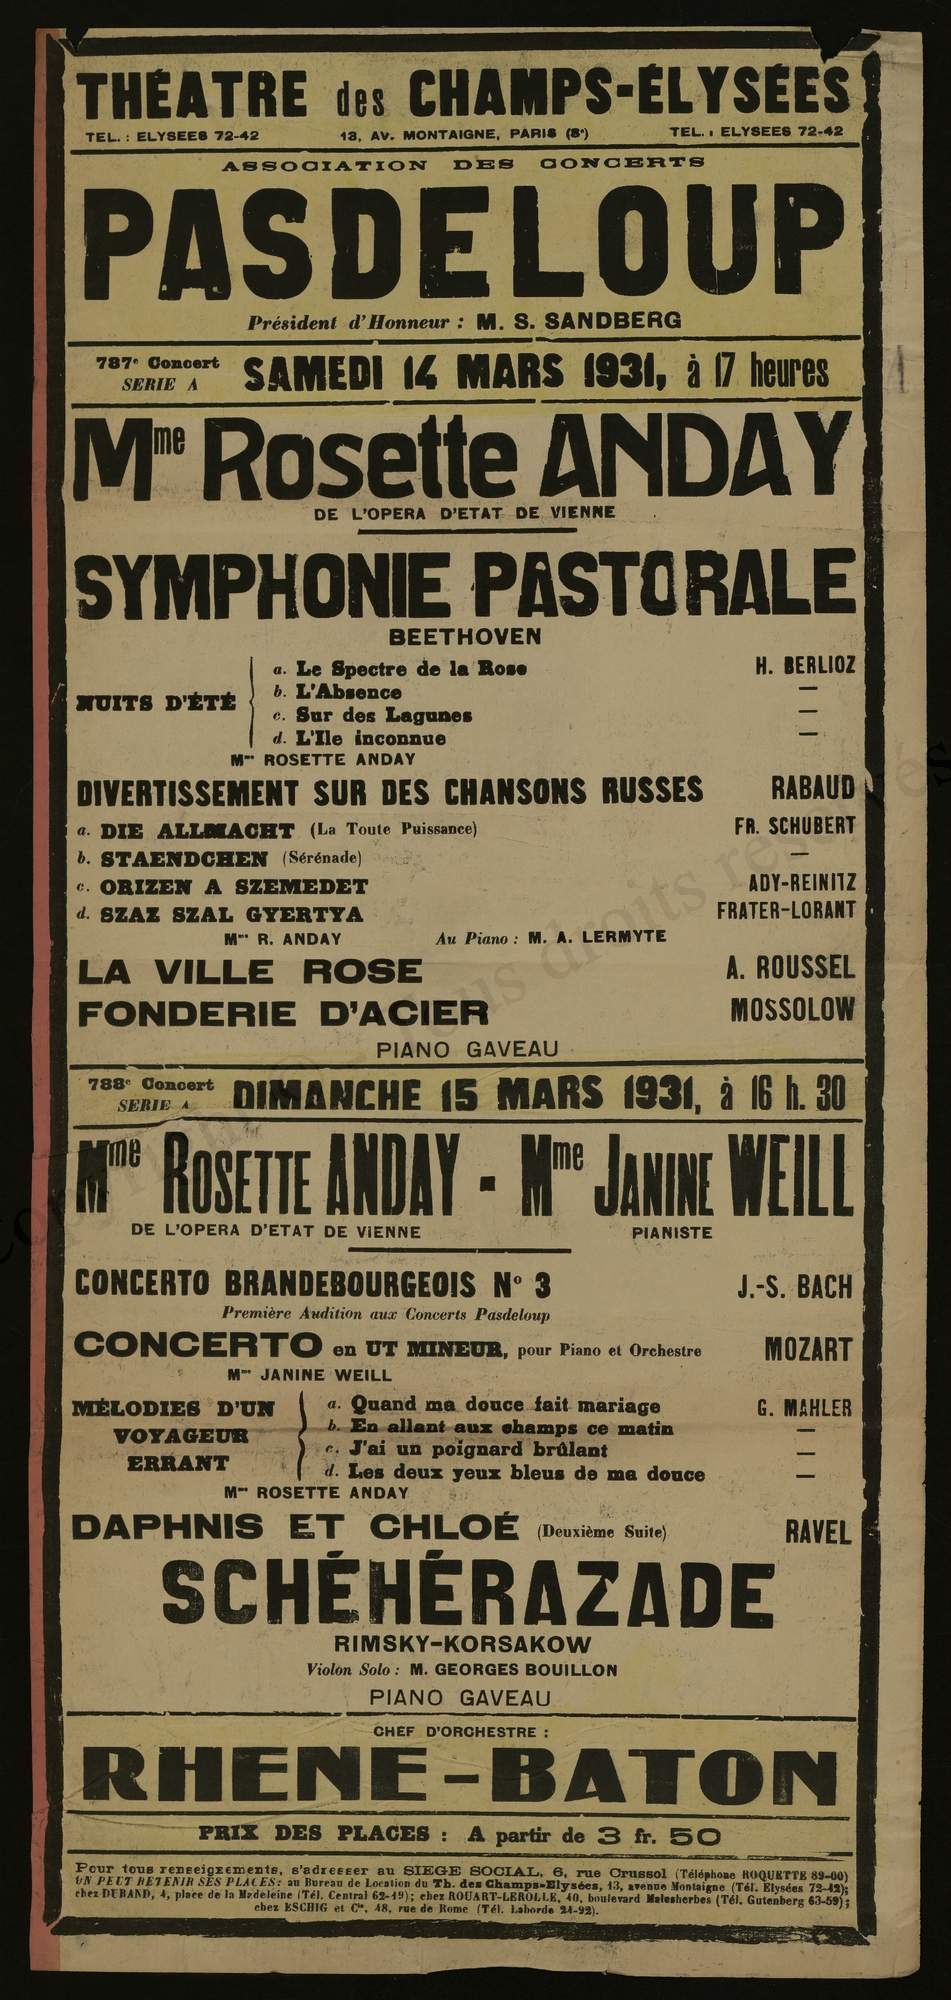 THÉATRE des CHAMPS-ÉLYSÉES
TEL. : ELYSEES 72-42 13, AV. MONTAIGNE, PARIS (8e) TEL. : ELYSEES 72-42
ASSOCIATION DES CONCERTS
PASDELOUP
Président d'Honneur : M. S. SANDBERG
787e Concert SAMEDI 14 MARS 1931, à 17 heures
SERIE A
Mme Rosette ANDAY
DE L'OPERA D'ETAT DE VIENNE
SYMPHONIE PASTORALE
BEETHOVEN
NUITS D'ÉTÉ
a. Le Spectre de la Rose H. BERLIOZ
b. L'Absence —
c. Sur des Lagunes —
d. L'Ile inconnue —
Mme ROSETTE ANDAY
DIVERTISSEMENT SUR DES CHANSONS RUSSES RABAUD
a. DIE ALLMACHT (La Toute Puissance) FR. SCHUBERT
b. STAENDCHEN (Sérénade) —
c. ORIZEN A SZEMEDET ADY-REINITZ
d. SZAZ SZAL GYERTYA FRATER-LORANT
Mme R. ANDAY Au Piano : M. A. LERMYTE
LA VILLE ROSE A. ROUSSEL
FONDERIE D'ACIER MOSSOLOW
PIANO GAVEAU
788e Concert DIMANCHE 15 MARS 1931, à 16 h. 30
SERIE A
Mme ROSETTE ANDAY - Mme JANINE WEILL
DE L'OPERA D'ETAT DE VIENNE PIANISTE
CONCERTO BRANDEBOURGEOIS No 3 J.-S. BACH
Première Audition aux Concerts Pasdeloup
CONCERTO en UT MINEUR, pour Piano et Orchestre MOZART
Mme JANINE WEILL
MÉLODIES D'UN VOYAGEUR ERRANT
a. Quand ma douce fait mariage G. MAHLER
b. En allant aux champs ce matin —
c. J'ai un poignard brûlant —
d. Les deux yeux bleus de ma douce —
Mme ROSETTE ANDAY
DAPHNIS ET CHLOÉ (Deuxième Suite) RAVEL
SCHÉHÉRAZADE
RIMSKY-KORSAKOW
Violon Solo : M. GEORGES BOUILLON
PIANO GAVEAU
CHEF D'ORCHESTRE :
RHENE-BATON
PRIX DES PLACES : A partir de 3 fr. 50
Pour tous renseignements, s'adresser au SIEGE SOCIAL, 6, rue Crussol (Téléphone ROQUETTE 89-60)
ON PEUT RETENIR SES PLACES : au Bureau de Location du Th. des Champs-Elysées, 13, avenue Montaigne (Tél. Elysées 72-42);
chez DURAND, 4, place de la Madeleine (Tél. Central 62-19); chez ROUART-LEROLLE, 40, boulevard Malesherbes (Tél. Gutenberg 63-59);
chez ESCHIG et Cie, 48, rue de Rome (Tél. Laborde 24-92).
Copyright © - Tous droits réservés